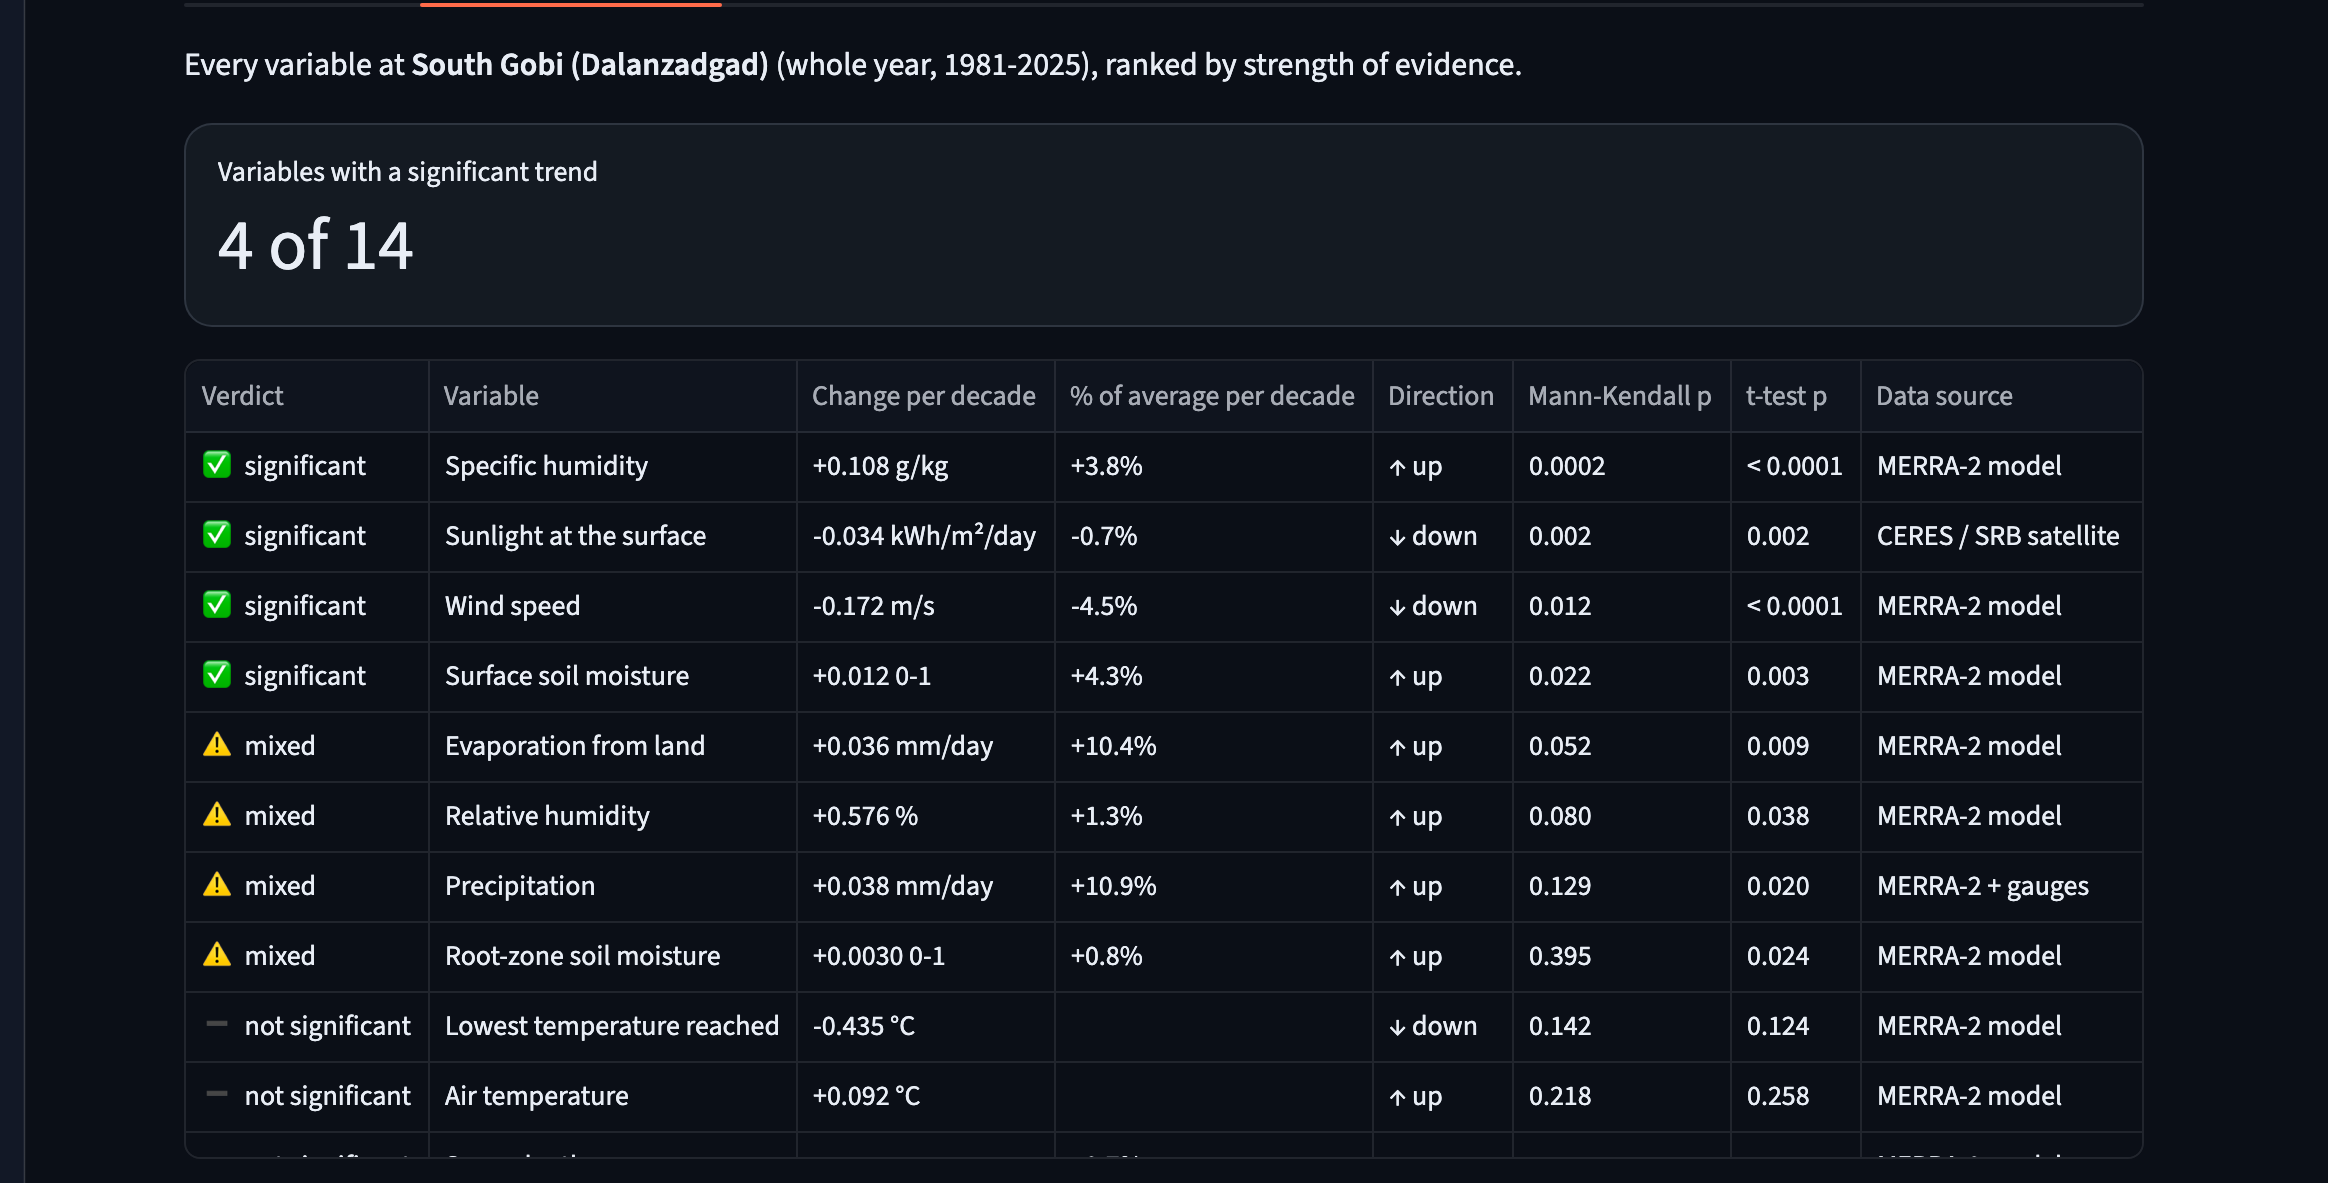 Every variable at South Gobi (Dalanzadgad) (whole year, 1981-2025), ranked by strength of evidence.
Variables with a significant trend
4 of 14
Verdict Variable Change per decade % of average per decade Direction Mann-Kendall p t-test p Data source
✅ significant Specific humidity +0.108 g/kg +3.8% ↑ up 0.0002 < 0.0001 MERRA-2 model
✅ significant Sunlight at the surface -0.034 kWh/m²/day -0.7% ↓ down 0.002 0.002 CERES / SRB satellite
✅ significant Wind speed -0.172 m/s -4.5% ↓ down 0.012 < 0.0001 MERRA-2 model
✅ significant Surface soil moisture +0.012 0-1 +4.3% ↑ up 0.022 0.003 MERRA-2 model
⚠️ mixed Evaporation from land +0.036 mm/day +10.4% ↑ up 0.052 0.009 MERRA-2 model
⚠️ mixed Relative humidity +0.576 % +1.3% ↑ up 0.080 0.038 MERRA-2 model
⚠️ mixed Precipitation +0.038 mm/day +10.9% ↑ up 0.129 0.020 MERRA-2 + gauges
⚠️ mixed Root-zone soil moisture +0.0030 0-1 +0.8% ↑ up 0.395 0.024 MERRA-2 model
➖ not significant Lowest temperature reached -0.435 °C ↓ down 0.142 0.124 MERRA-2 model
➖ not significant Air temperature +0.092 °C ↑ up 0.218 0.258 MERRA-2 model